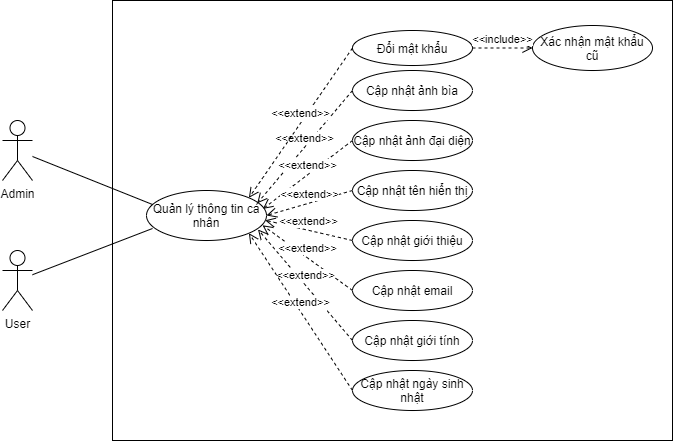 Đổi mật khẩu
<<include>>
Xác nhận mật khẩu
cũ
Cập nhật ảnh bìa
<<extend>>
<<extend>>
Cập nhật ảnh đại diện
<<extend>>
Admin
Cập nhật tên hiển thị
<<extend>>
Quản lý thông tin cá
nhân
<<extend>>
Cập nhật giới thiệu
<<extend>>
<<extend>>
Cập nhật email
<<extend>>
User
Cập nhật giới tính
Cập nhật ngày sinh
nhật